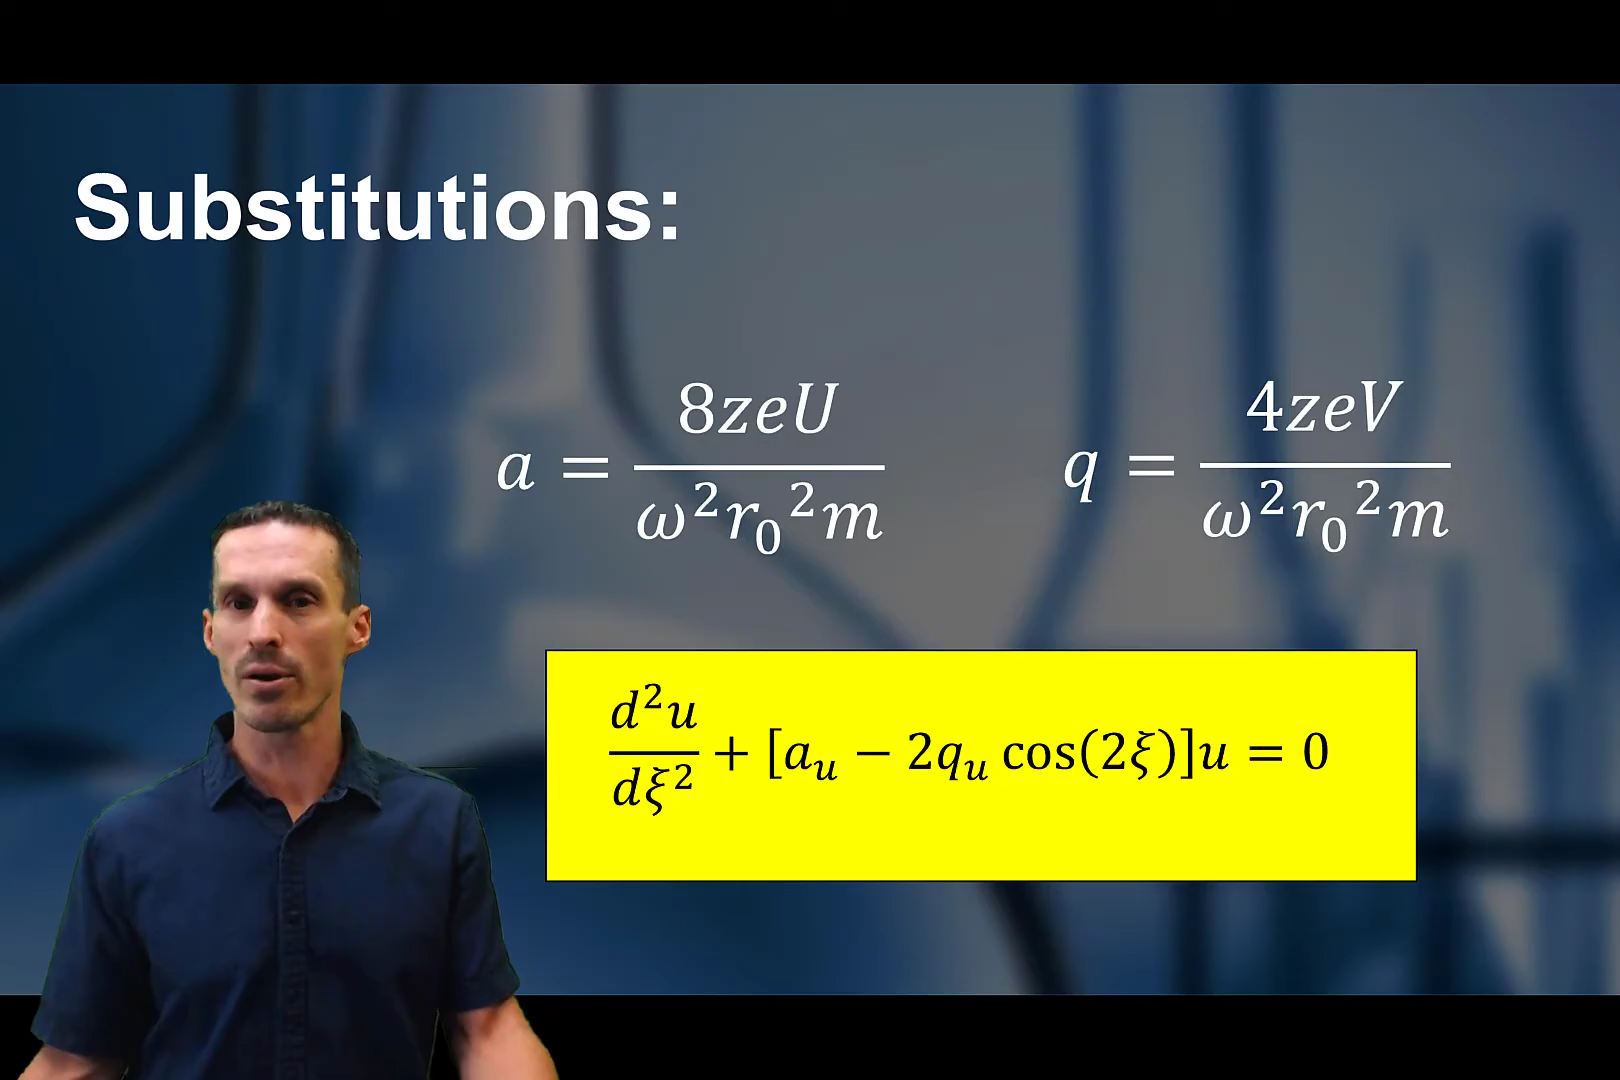 Substitutions:
a = 8zeU / ω²r₀²m
q = 4zeV / ω²r₀²m
d²u / dξ² + [aᵤ − 2qᵤ cos(2ξ)]u = 0